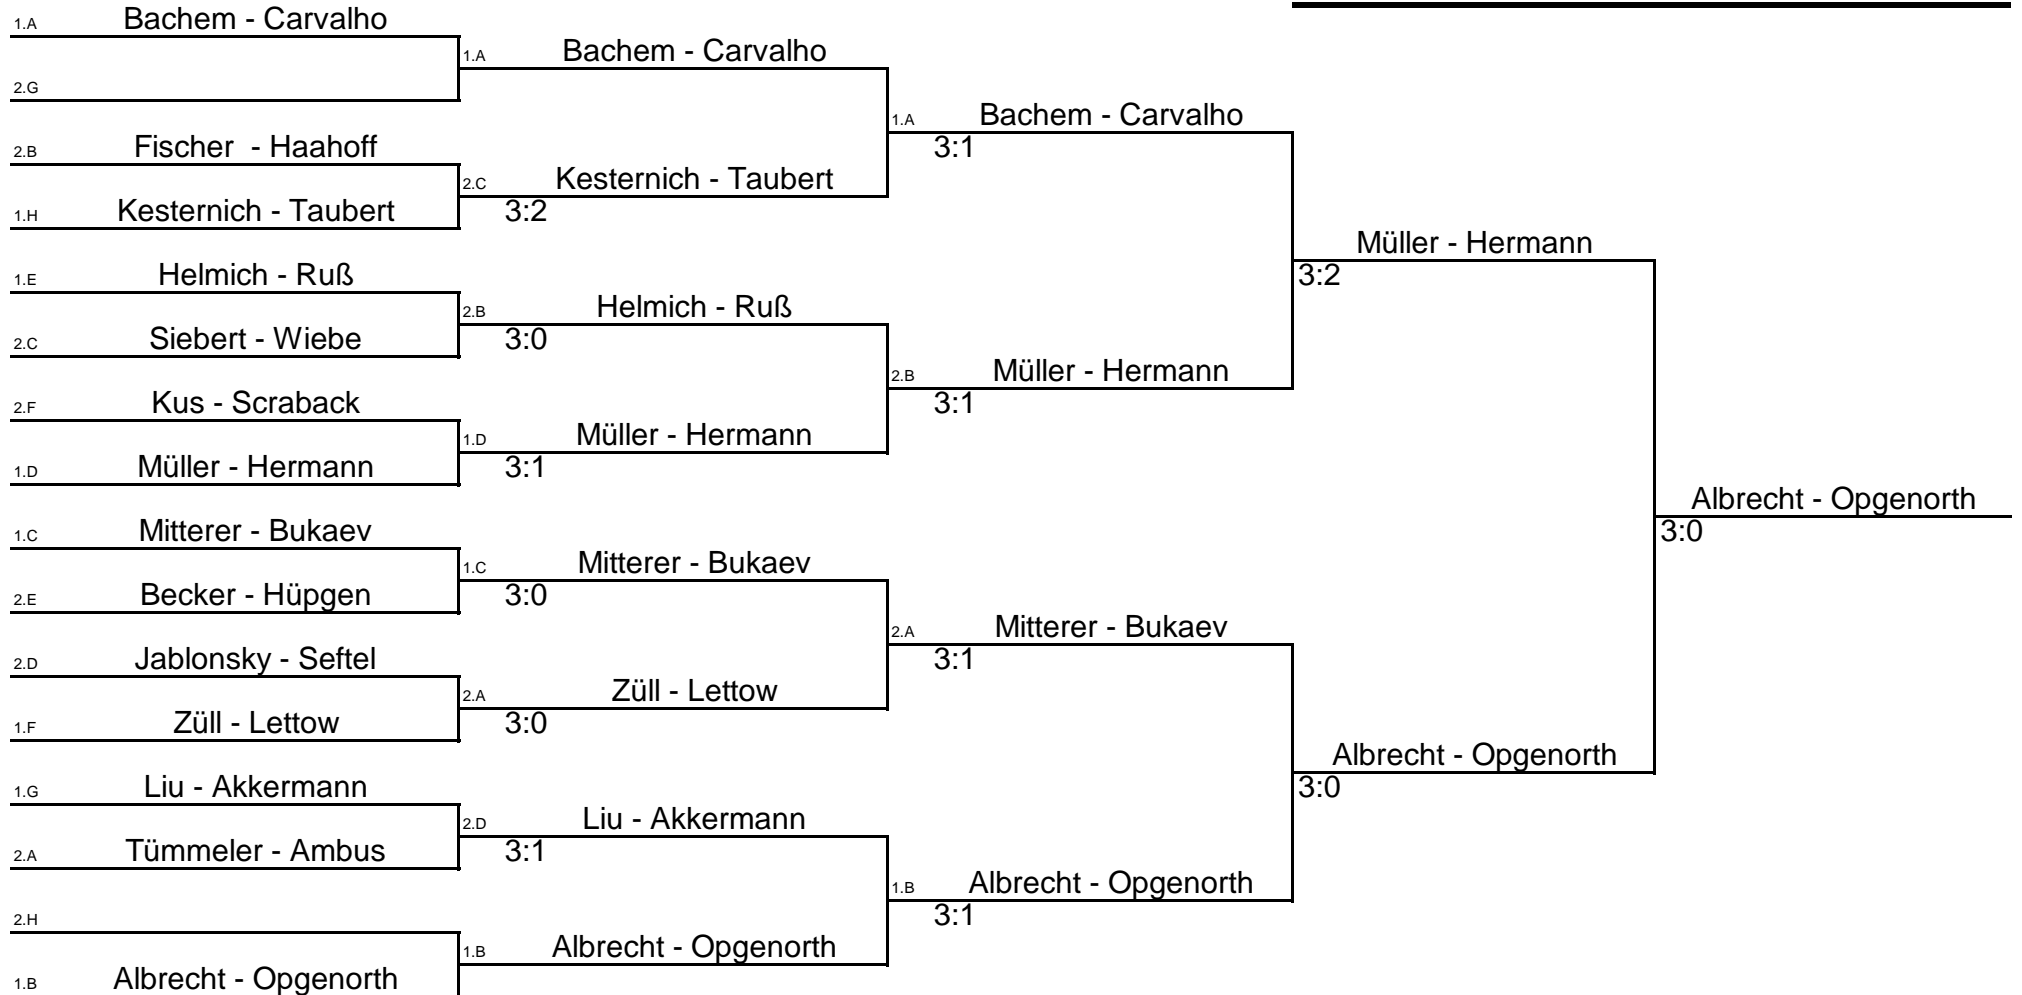 1.A Bachem - Carvalho
1.A Bachem - Carvalho
2.G
1.A Bachem - Carvalho
3:1
2.B Fischer - Haahoff
2.C Kesternich - Taubert
3:2
1.H Kesternich - Taubert
Müller - Hermann
3:2
1.E Helmich - Ruß
2.B Helmich - Ruß
3:0
2.C Siebert - Wiebe
2.B Müller - Hermann
3:1
2.F Kus - Scraback
1.D Müller - Hermann
3:1
1.D Müller - Hermann
Albrecht - Opgenorth
3:0
1.C Mitterer - Bukaev
1.C Mitterer - Bukaev
3:0
2.E Becker - Hüpgen
2.A Mitterer - Bukaev
3:1
2.D Jablonsky - Seftel
2.A Züll - Lettow
3:0
1.F Züll - Lettow
Albrecht - Opgenorth
3:0
1.G Liu - Akkermann
2.D Liu - Akkermann
3:1
2.A Tümmeler - Ambus
1.B Albrecht - Opgenorth
3:1
2.H
1.B Albrecht - Opgenorth
1.B Albrecht - Opgenorth